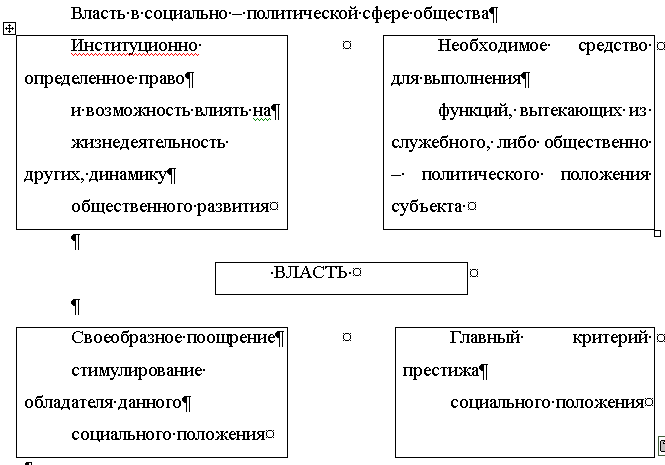 Власть в социально – политической сфере общества¶
Институционно
определенное право¶
и возможность влиять на¶
жизнедеятельность
других, динамику¶
общественного развития¤
¤
Необходимое средство
для выполнения¶
функций, вытекающих из
служебного, либо общественно
– политического положения
субъекта ¤
¤
¶
ВЛАСТЬ ¤
¤
¶
Своеобразное поощрение¶
стимулирование
обладателя данного¶
социального положения¤
¤
Главный критерий
престижа¶
социального положения¤
¤
¶